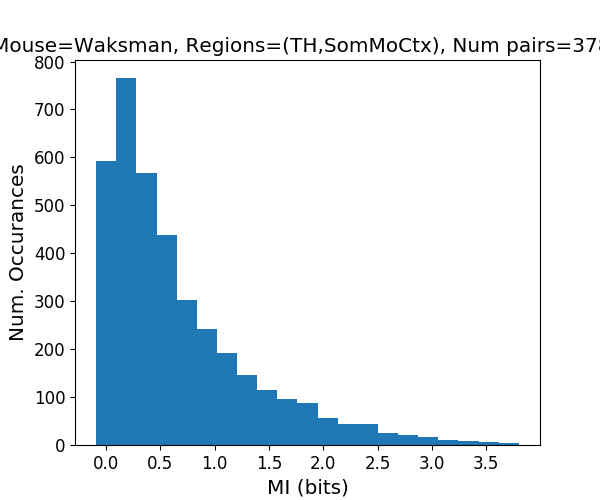 Mouse=Waksman, Regions=(TH,SomMoCtx), Num pairs=378
800
700
600
500
400
300
200
100
0
Num. Occurances
0.0 0.5 1.0 1.5 2.0 2.5 3.0 3.5
MI (bits)